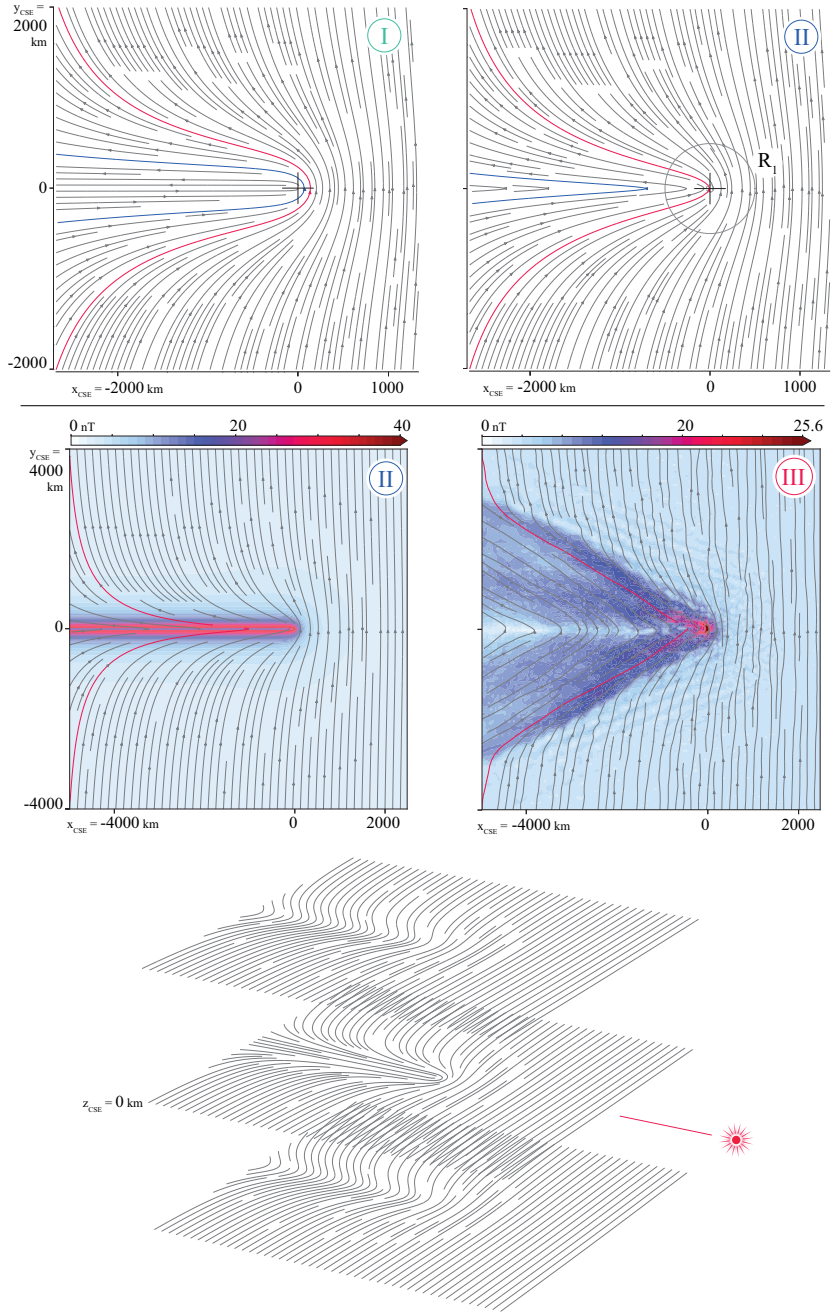 y_CSE =
2000
km
I
0
-2000
x_CSE = -2000 km
0
1000
II
R_1
x_CSE = -2000 km
0
1000
0 nT
20
40
y_CSE =
4000
km
II
0
-4000
x_CSE = -4000 km
0
2000
0 nT
20
25.6
III
x_CSE = -4000 km
0
2000
z_CSE = 0 km